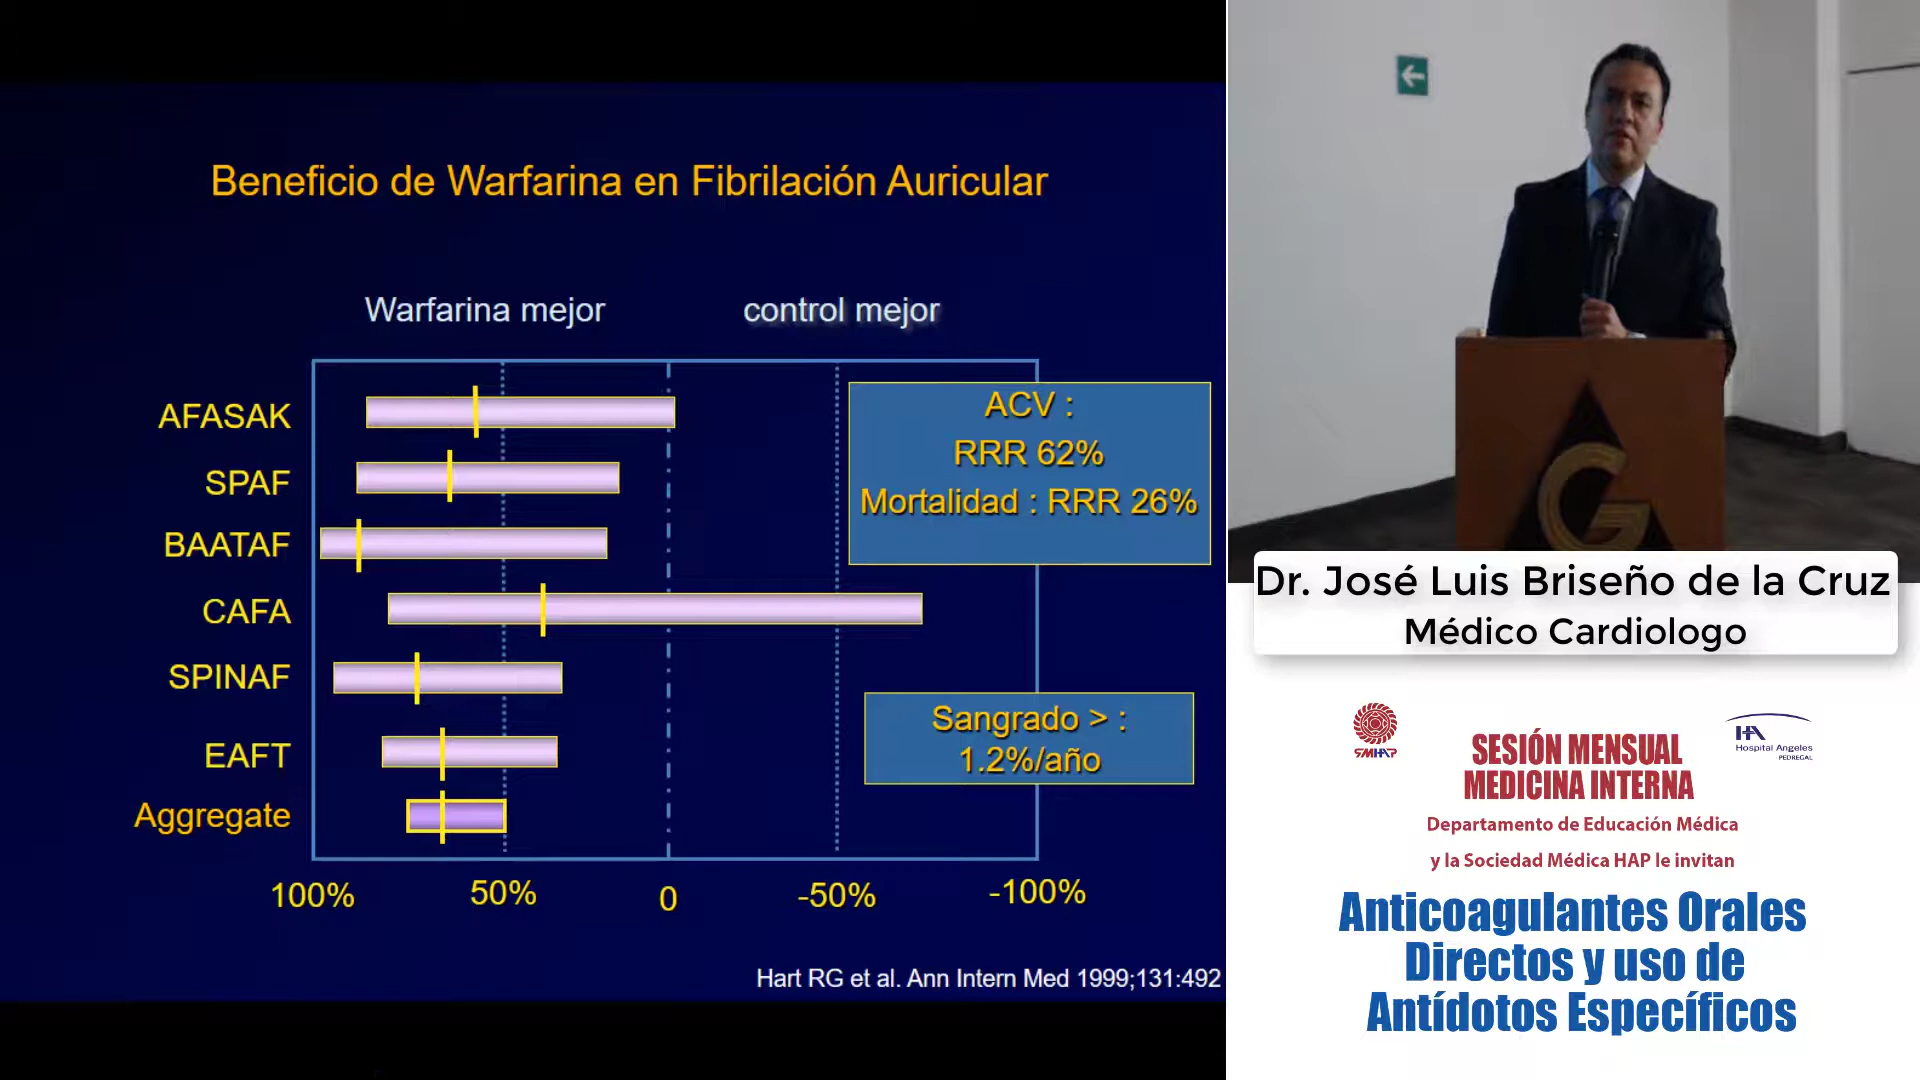 Beneficio de Warfarina en Fibrilación Auricular
Warfarina mejor
control mejor
AFASAK
SPAF
BAATAF
CAFA
SPINAF
EAFT
Aggregate
ACV :
RRR 62%
Mortalidad : RRR 26%
Sangrado > :
1.2%/año
100%
50%
0
-50%
-100%
Hart RG et al. Ann Intern Med 1999;131:492
G
Dr. José Luis Briseño de la Cruz
Médico Cardiologo
SMHAP
HA
Hospital Angeles
PEDREGAL
SESIÓN MENSUAL
MEDICINA INTERNA
Departamento de Educación Médica
y la Sociedad Médica HAP le invitan
Anticoagulantes Orales
Directos y uso de
Antídotos Específicos